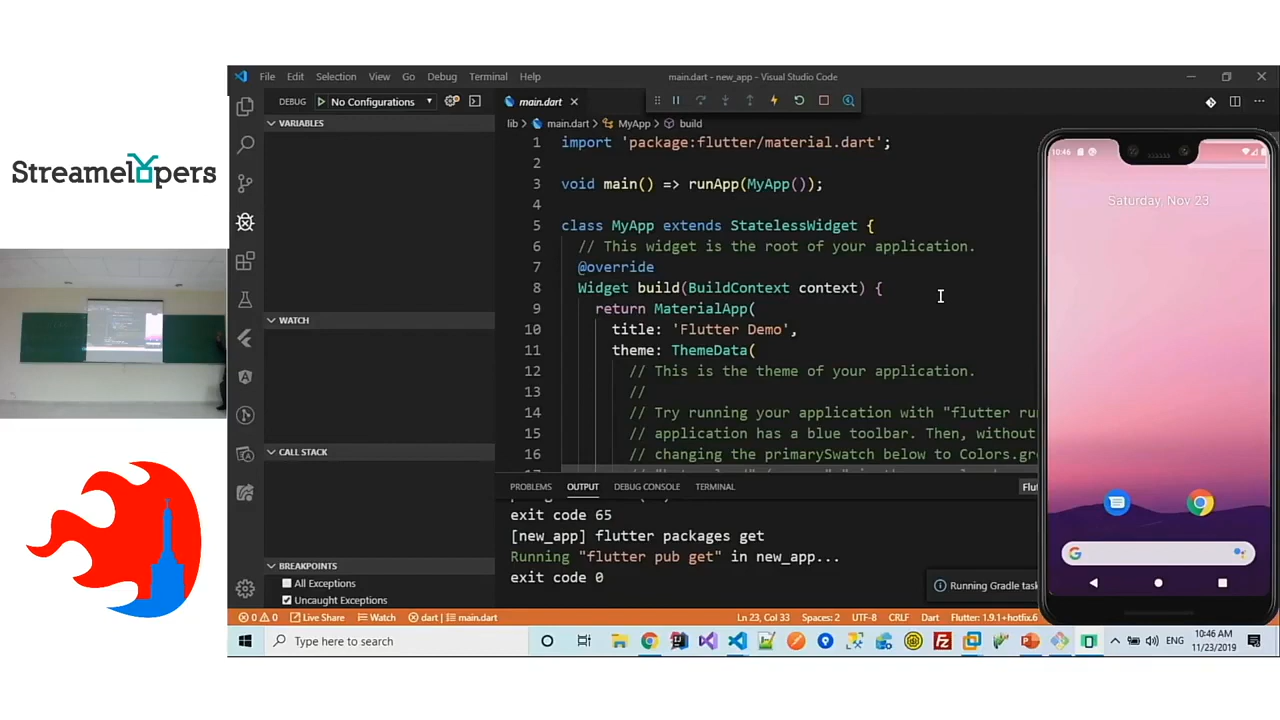 Streamelopers
File Edit Selection View Go Debug Terminal Help
main.dart - new_app - Visual Studio Code
DEBUG No Configurations
main.dart
VARIABLES
lib main.dart MyApp build
1 import 'package:flutter/material.dart';
2
3 void main() => runApp(MyApp());
4
5 class MyApp extends StatelessWidget {
6 // This widget is the root of your application.
7 @override
8 Widget build(BuildContext context) {
9 return MaterialApp(
10 title: 'Flutter Demo',
11 theme: ThemeData(
12 // This is the theme of your application.
13 //
14 // Try running your application with "flutter ru
15 // application has a blue toolbar. Then, without
16 // changing the primarySwatch below to Colors.gr
WATCH
CALL STACK
BREAKPOINTS
All Exceptions
Uncaught Exceptions
PROBLEMS OUTPUT DEBUG CONSOLE TERMINAL
Flu
exit code 65
[new_app] flutter packages get
Running "flutter pub get" in new_app...
exit code 0
Running Gradle task
10:46
Saturday, Nov 23
0 0 Live Share Watch dart | main.dart
Ln 23, Col 33 Spaces: 2 UTF-8 CRLF Dart Flutter: 1.9.1+hotfix.6
Type here to search
ENG
10:46 AM
11/23/2019